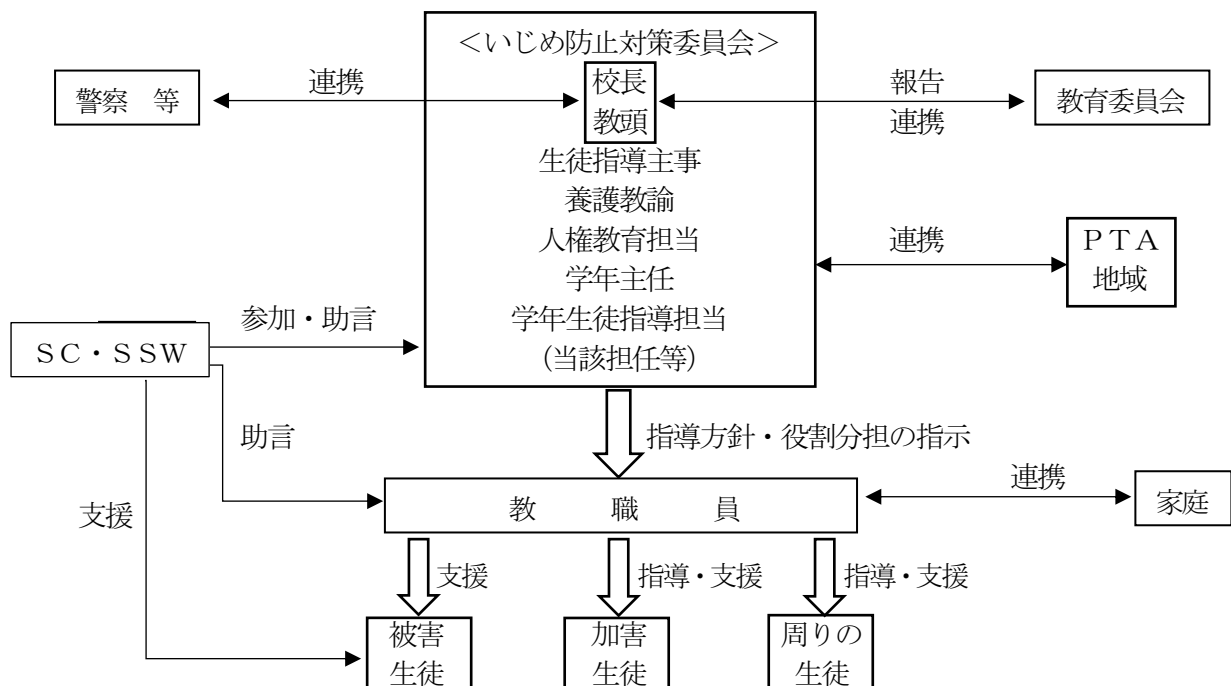 ＜いじめ防止対策委員会＞
警察　等
連携
校長
教頭
報告
連携
教育委員会
生徒指導主事
養護教諭
人権教育担当
学年主任
学年生徒指導担当
（当該担任等）
連携
ＰＴＡ
地域
参加・助言
ＳＣ・ＳＳＷ
助言
指導方針・役割分担の指示
支援
教　職　員
連携
家庭
支援
指導・支援
指導・支援
被害
生徒
加害
生徒
周りの
生徒